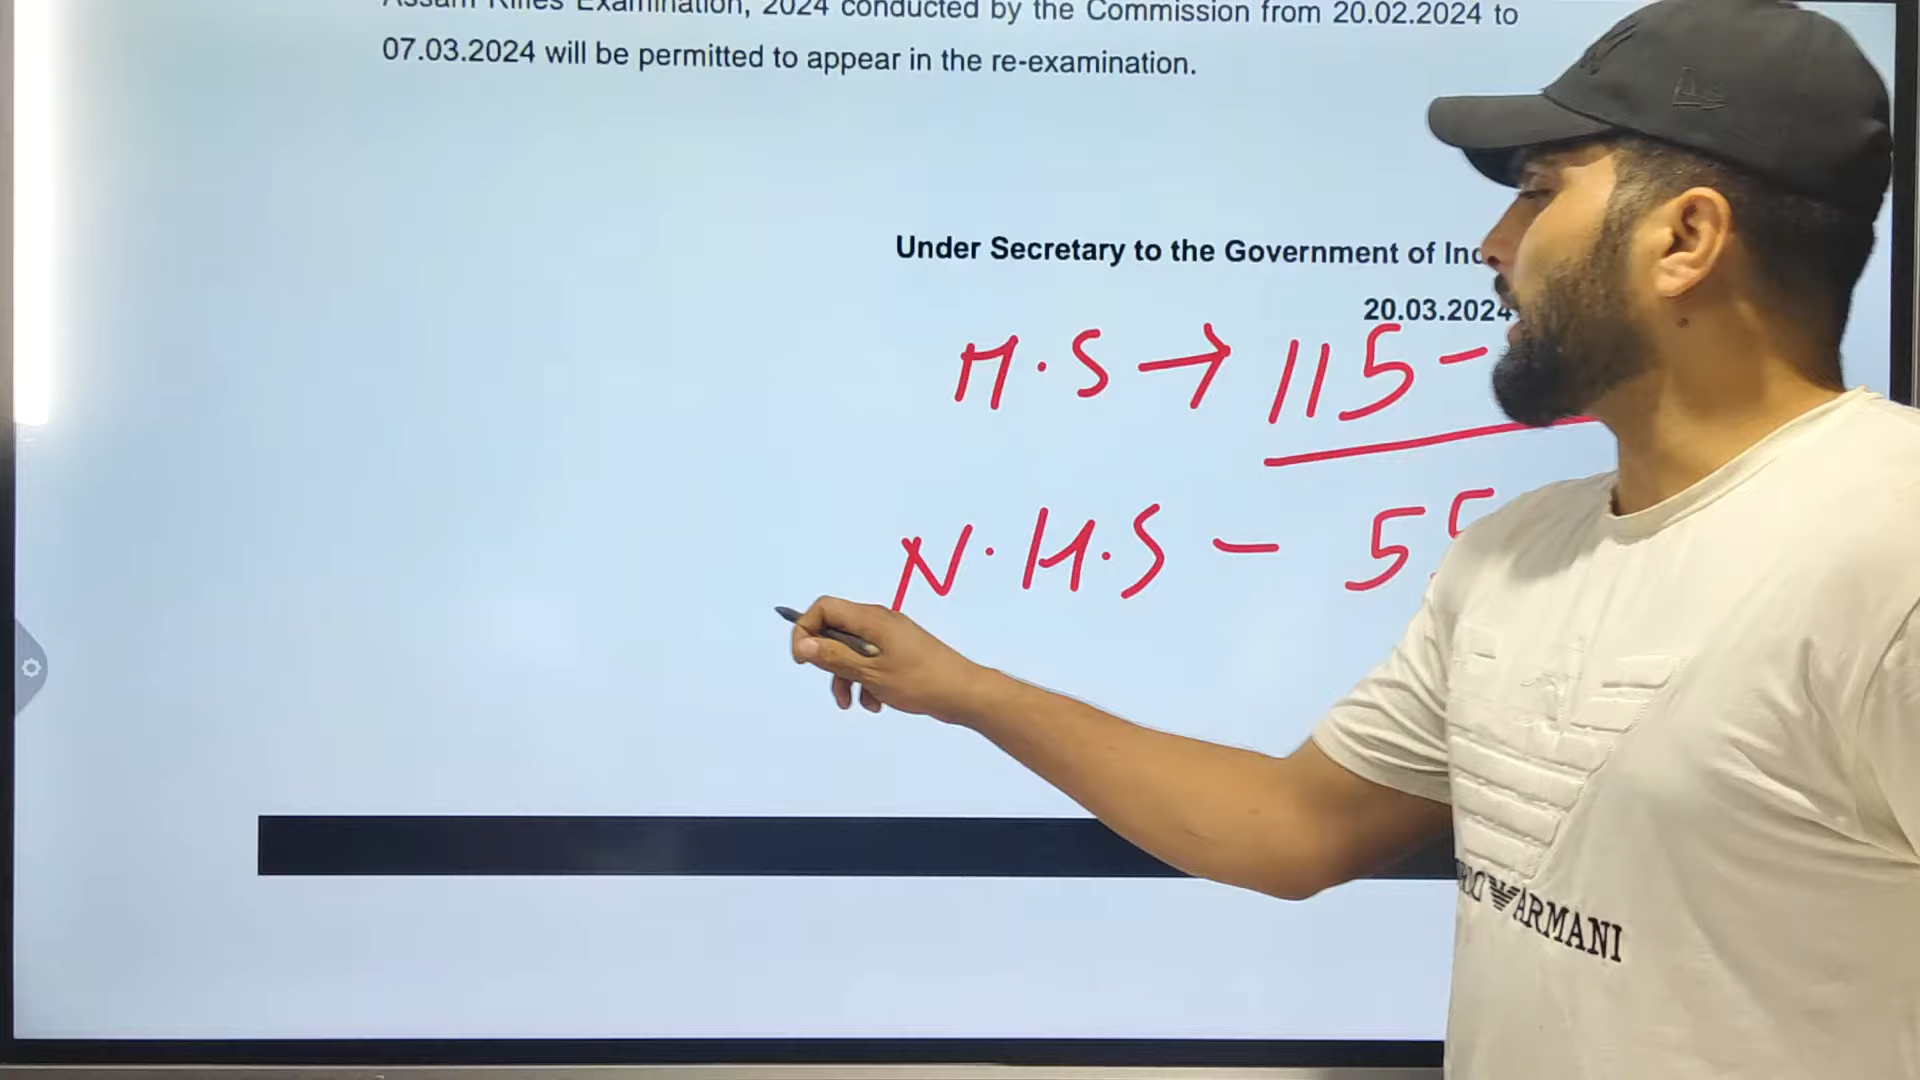 Assam Rifles Examination, 2024 conducted by the Commission from 20.02.2024 to
07.03.2024 will be permitted to appear in the re-examination.
Under Secretary to the Government of
20.03.2024
H.S → 115 -
N.H.S - 55
ARMANI